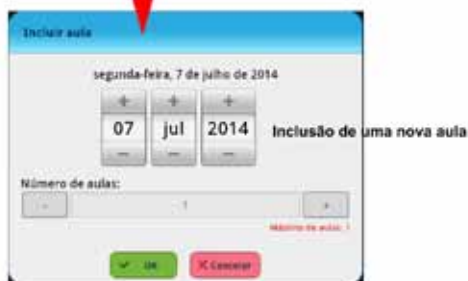 Incluir aula
segunda-feira, 7 de julho de 2014
+ + +
07 jul 2014
- - -
Inclusão de uma nova aula
Número de aulas:
- 1 +
Máximo de aulas: 1
OK Cancelar